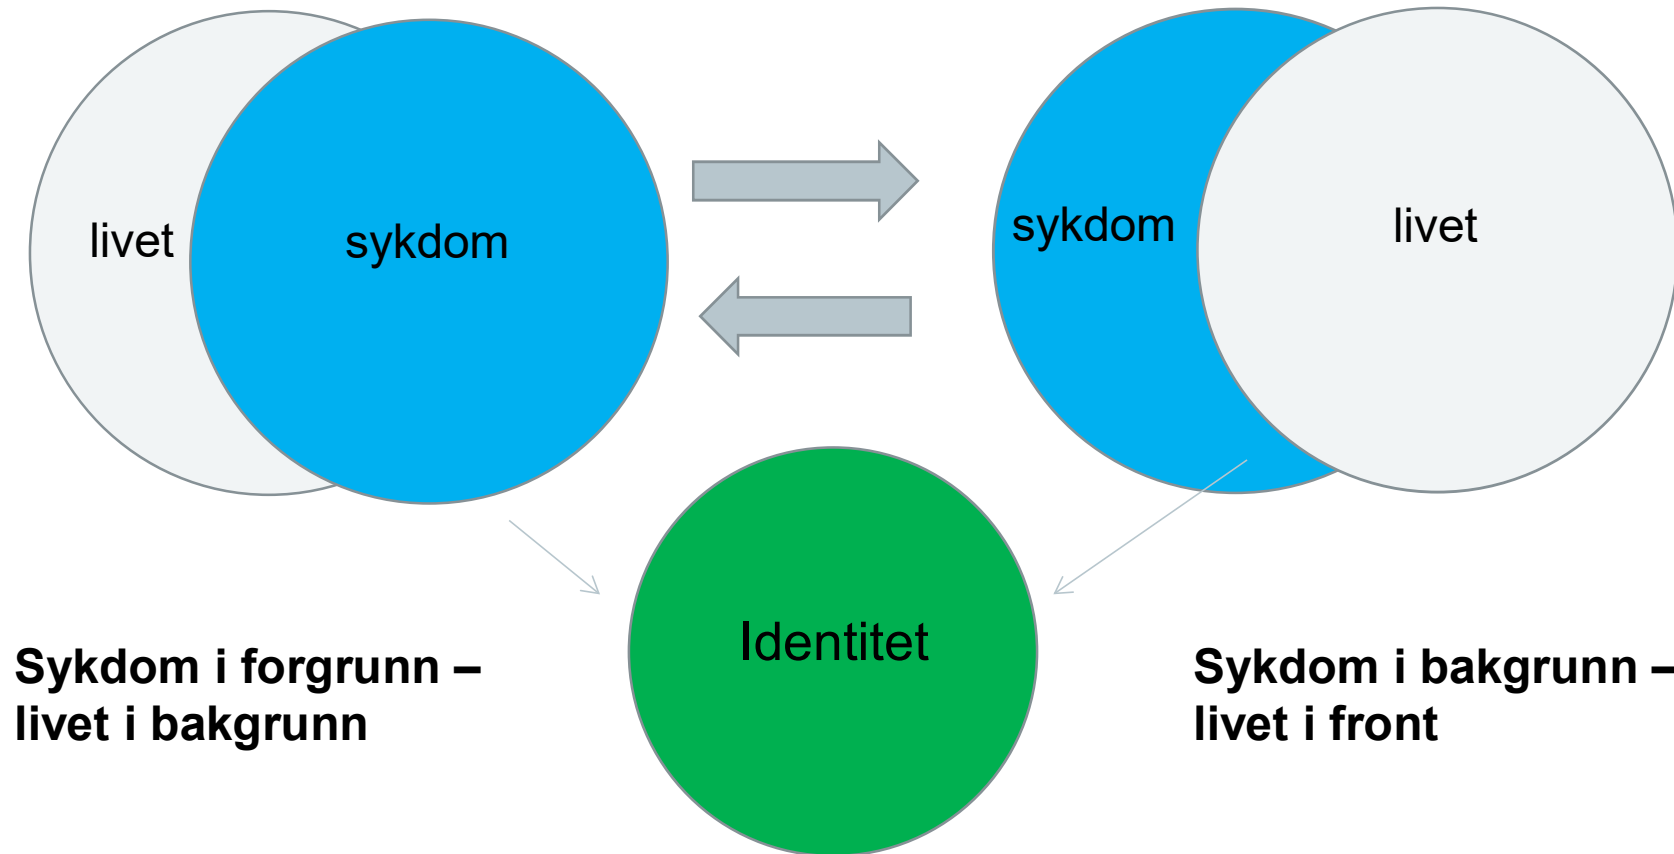 livet
sykdom
sykdom
livet
Identitet
Sykdom i forgrunn –
livet i bakgrunn
Sykdom i bakgrunn –
livet i front